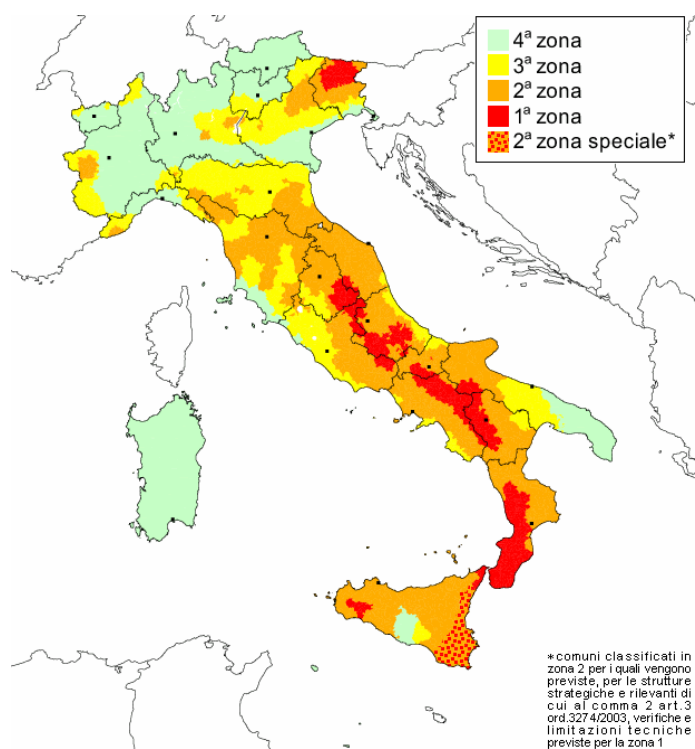 4ª zona
3ª zona
2ª zona
1ª zona
2ª zona speciale*
*comuni classificati in
zona 2 per i quali vengono
previste, per le strutture
strategiche e rilevanti di
cui al comma 2 art.3
ord.3274/2003, verifiche e
limitazioni tecniche
previste per la zona 1